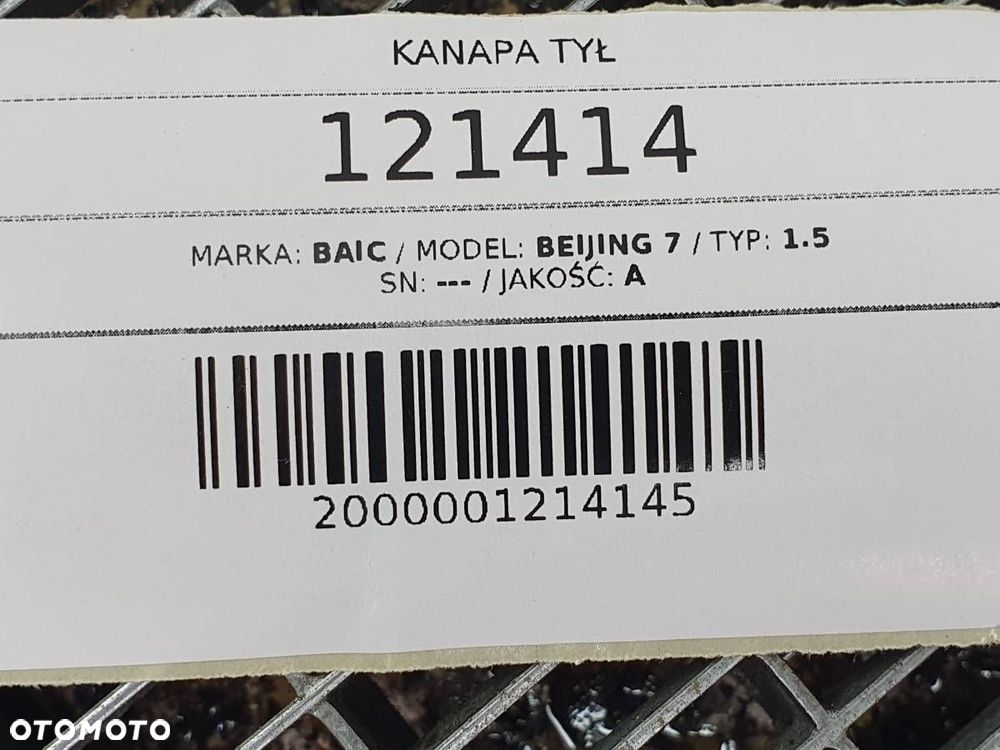 KANAPA TYŁ
121414
MARKA: BAIC / MODEL: BEIJING 7 / TYP: 1.5
SN: --- / JAKOŚĆ: A
2000001214145
OTOMOTO